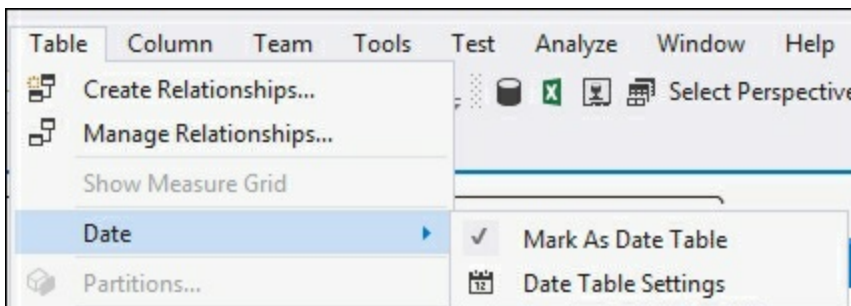 Table Column Team Tools Test Analyze Window Help
Create Relationships...
Select Perspective
Manage Relationships...
Show Measure Grid
Date
Mark As Date Table
Partitions...
Date Table Settings